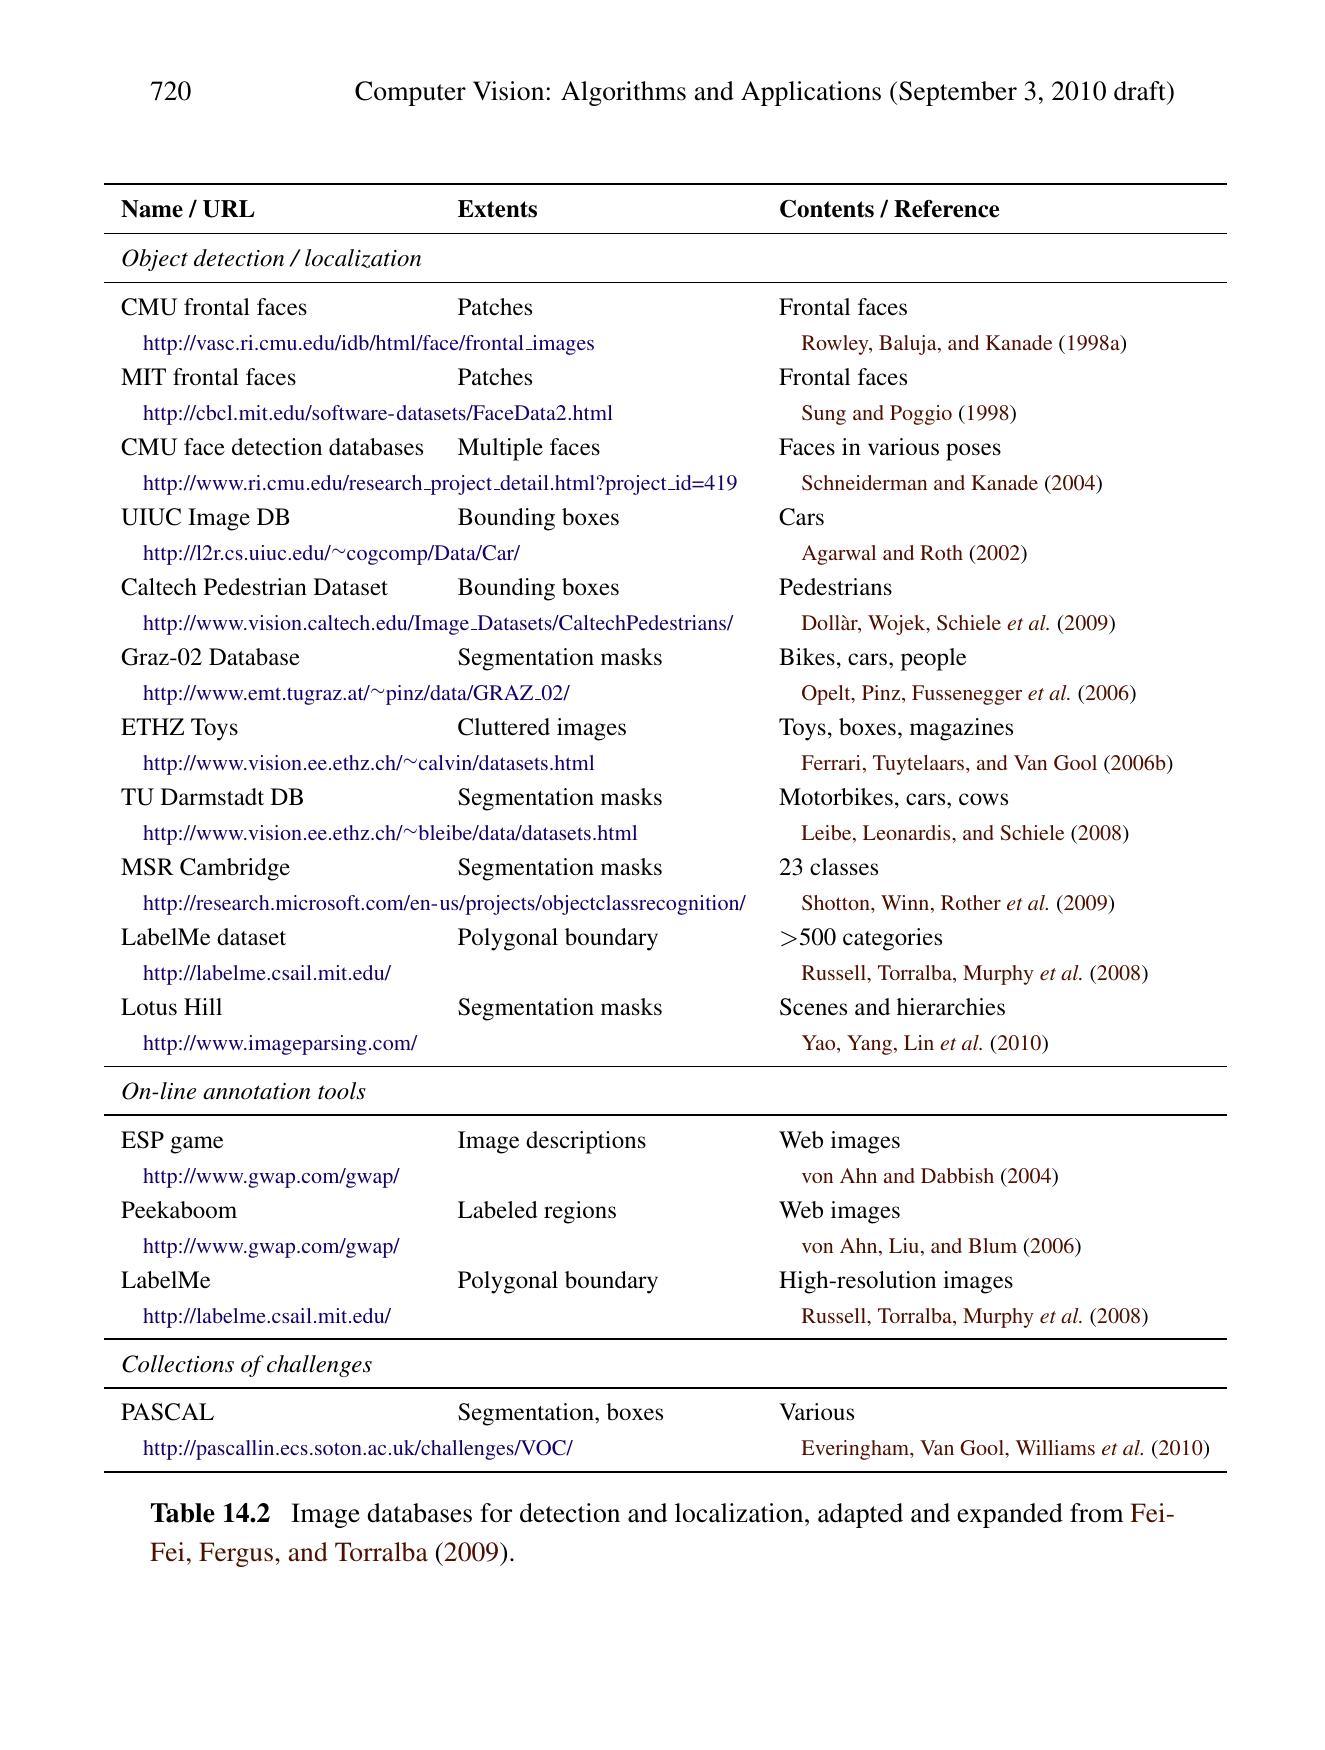 720 Computer Vision: Algorithms and Applications (September 3, 2010 draft)
Name / URL Extents Contents / Reference
Object detection / localization
CMU frontal faces Patches Frontal faces
http://vasc.ri.cmu.edu/idb/html/face/frontal_images Rowley, Baluja, and Kanade (1998a)
MIT frontal faces Patches Frontal faces
http://cbcl.mit.edu/software-datasets/FaceData2.html Sung and Poggio (1998)
CMU face detection databases Multiple faces Faces in various poses
http://www.ri.cmu.edu/research_project_detail.html?project_id=419 Schneiderman and Kanade (2004)
UIUC Image DB Bounding boxes Cars
http://l2r.cs.uiuc.edu/~cogcomp/Data/Car/ Agarwal and Roth (2002)
Caltech Pedestrian Dataset Bounding boxes Pedestrians
http://www.vision.caltech.edu/Image_Datasets/CaltechPedestrians/ Dollàr, Wojek, Schiele et al. (2009)
Graz-02 Database Segmentation masks Bikes, cars, people
http://www.emt.tugraz.at/~pinz/data/GRAZ_02/ Opelt, Pinz, Fussenegger et al. (2006)
ETHZ Toys Cluttered images Toys, boxes, magazines
http://www.vision.ee.ethz.ch/~calvin/datasets.html Ferrari, Tuytelaars, and Van Gool (2006b)
TU Darmstadt DB Segmentation masks Motorbikes, cars, cows
http://www.vision.ee.ethz.ch/~bleibe/data/datasets.html Leibe, Leonardis, and Schiele (2008)
MSR Cambridge Segmentation masks 23 classes
http://research.microsoft.com/en-us/projects/objectclassrecognition/ Shotton, Winn, Rother et al. (2009)
LabelMe dataset Polygonal boundary >500 categories
http://labelme.csail.mit.edu/ Russell, Torralba, Murphy et al. (2008)
Lotus Hill Segmentation masks Scenes and hierarchies
http://www.imageparsing.com/ Yao, Yang, Lin et al. (2010)
On-line annotation tools
ESP game Image descriptions Web images
http://www.gwap.com/gwap/ von Ahn and Dabbish (2004)
Peekaboom Labeled regions Web images
http://www.gwap.com/gwap/ von Ahn, Liu, and Blum (2006)
LabelMe Polygonal boundary High-resolution images
http://labelme.csail.mit.edu/ Russell, Torralba, Murphy et al. (2008)
Collections of challenges
PASCAL Segmentation, boxes Various
http://pascallin.ecs.soton.ac.uk/challenges/VOC/ Everingham, Van Gool, Williams et al. (2010)
Table 14.2 Image databases for detection and localization, adapted and expanded from Fei-
Fei, Fergus, and Torralba (2009).